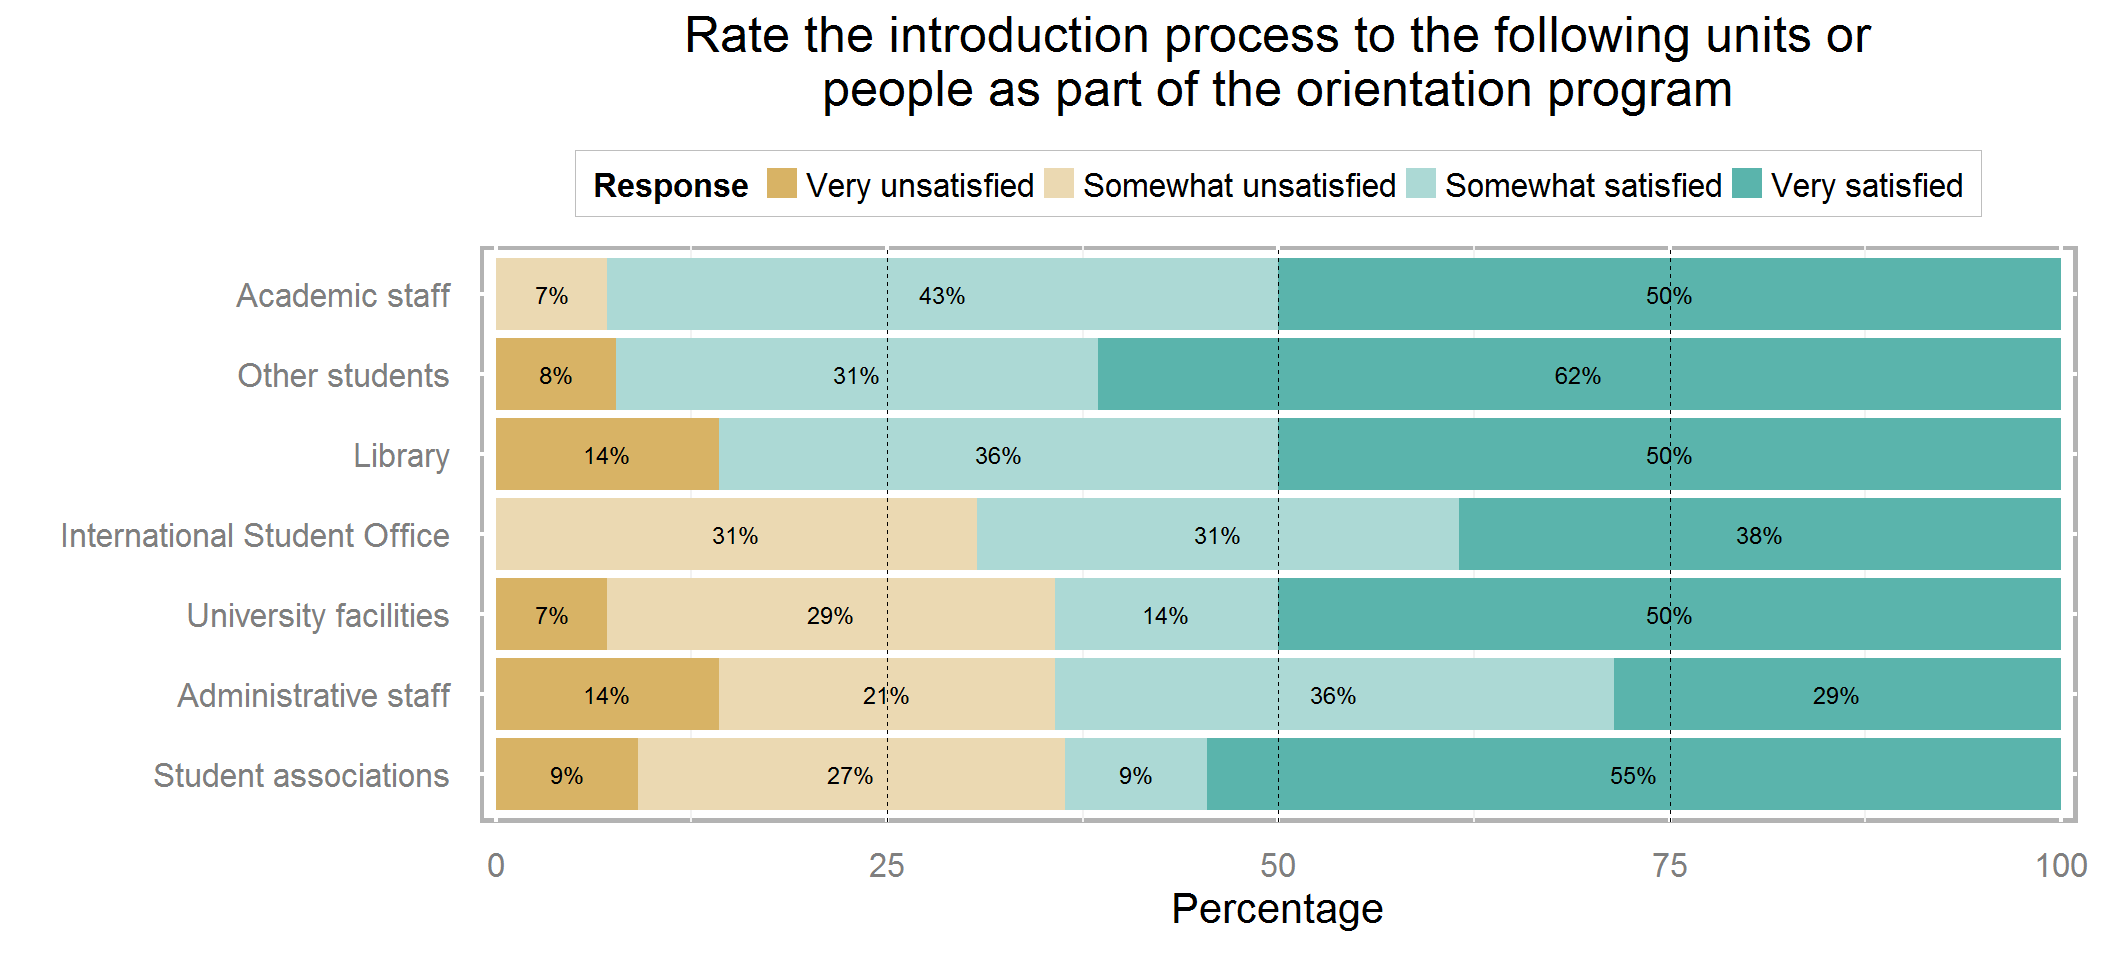 Rate the introduction process to the following units or
people as part of the orientation program
Response Very unsatisfied Somewhat unsatisfied Somewhat satisfied Very satisfied
Academic staff 7% 43% 50%
Other students 8% 31% 62%
Library 14% 36% 50%
International Student Office 31% 31% 38%
University facilities 7% 29% 14% 50%
Administrative staff 14% 21% 36% 29%
Student associations 9% 27% 9% 55%
0 25 50 75 100
Percentage